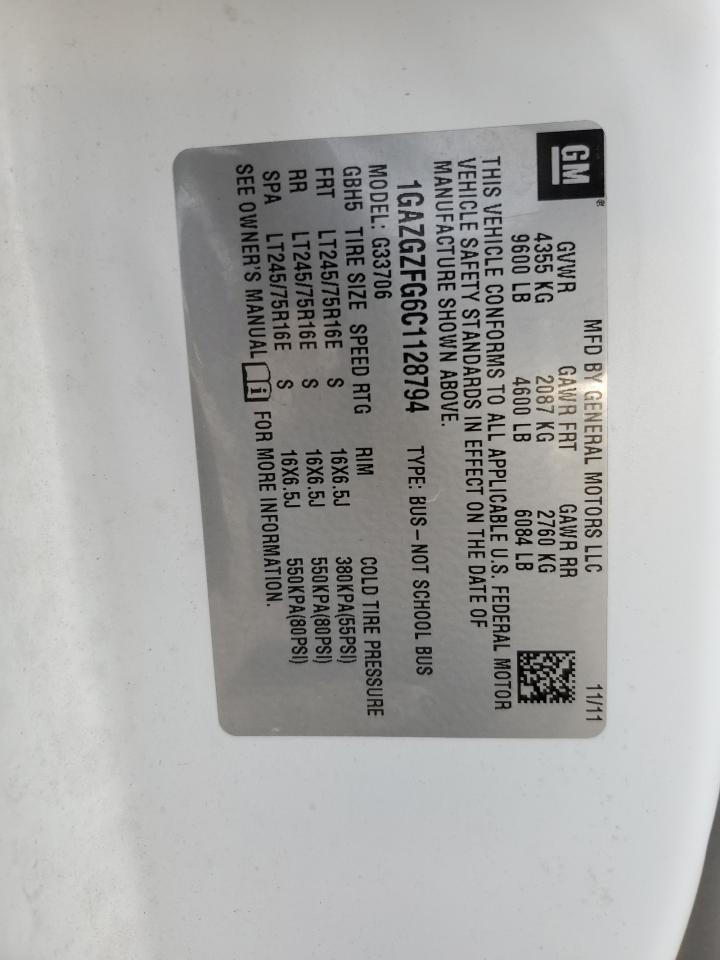 GM
MFD BY GENERAL MOTORS LLC 11/11
GVWR GAWR FRT GAWR RR
4355 KG 2087 KG 2760 KG
9600 LB 4600 LB 6084 LB
THIS VEHICLE CONFORMS TO ALL APPLICABLE U.S. FEDERAL MOTOR
VEHICLE SAFETY STANDARDS IN EFFECT ON THE DATE OF
MANUFACTURE SHOWN ABOVE.
1GAZGZFG6C1128794 TYPE: BUS – NOT SCHOOL BUS
MODEL: G33706
GBH5 TIRE SIZE SPEED RTG RIM COLD TIRE PRESSURE
FRT LT245/75R16E S 16X6.5J 380KPA(55PSI)
RR LT245/75R16E S 16X6.5J 550KPA(80PSI)
SPA LT245/75R16E S 16X6.5J 550KPA(80PSI)
SEE OWNER'S MANUAL i FOR MORE INFORMATION.